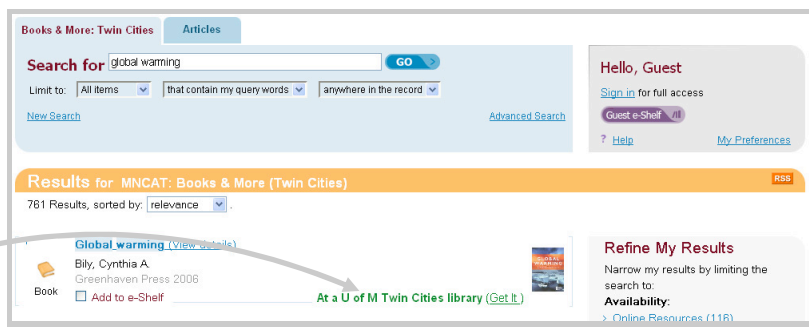 Books & More: Twin Cities Articles
Search for global warming GO
Limit to: All items that contain my query words anywhere in the record
New Search Advanced Search
Hello, Guest
Sign in for full access
Guest e-Shelf
? Help My Preferences
Results for MNCAT: Books & More (Twin Cities) RSS
761 Results, sorted by: relevance .
Global warming (View details)
Bily, Cynthia A.
Greenhaven Press 2006
Book Add to e-Shelf At a U of M Twin Cities library (Get It )
GLOBAL WARMING
Refine My Results
Narrow my results by limiting the
search to:
Availability:
> Online Resources (116)